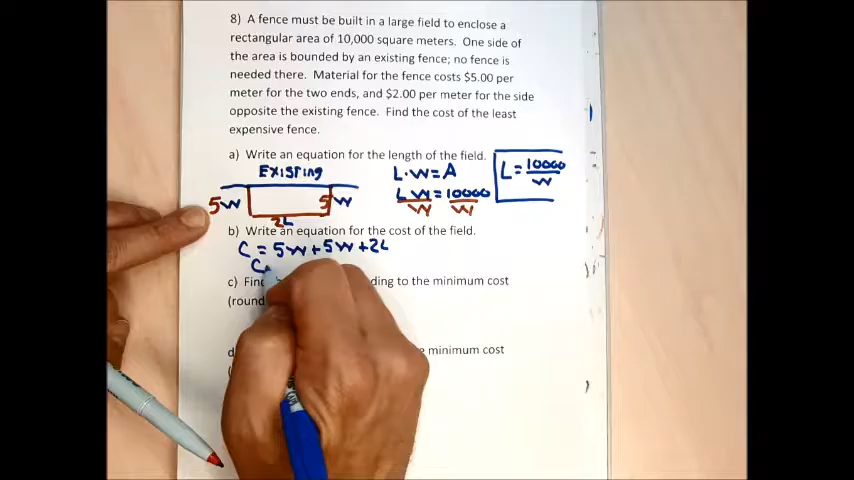 8) A fence must be built in a large field to enclose a
rectangular area of 10,000 square meters. One side of
the area is bounded by an existing fence; no fence is
needed there. Material for the fence costs $5.00 per
meter for the two ends, and $2.00 per meter for the side
opposite the existing fence. Find the cost of the least
expensive fence.
a) Write an equation for the length of the field.
EXISTING
5W 5W
2L
L·W=A
LW=10000
W W
L=10000
W
b) Write an equation for the cost of the field.
C=5W+5W+2L
C
c) Find ding to the minimum cost
(round
d minimum cost
(